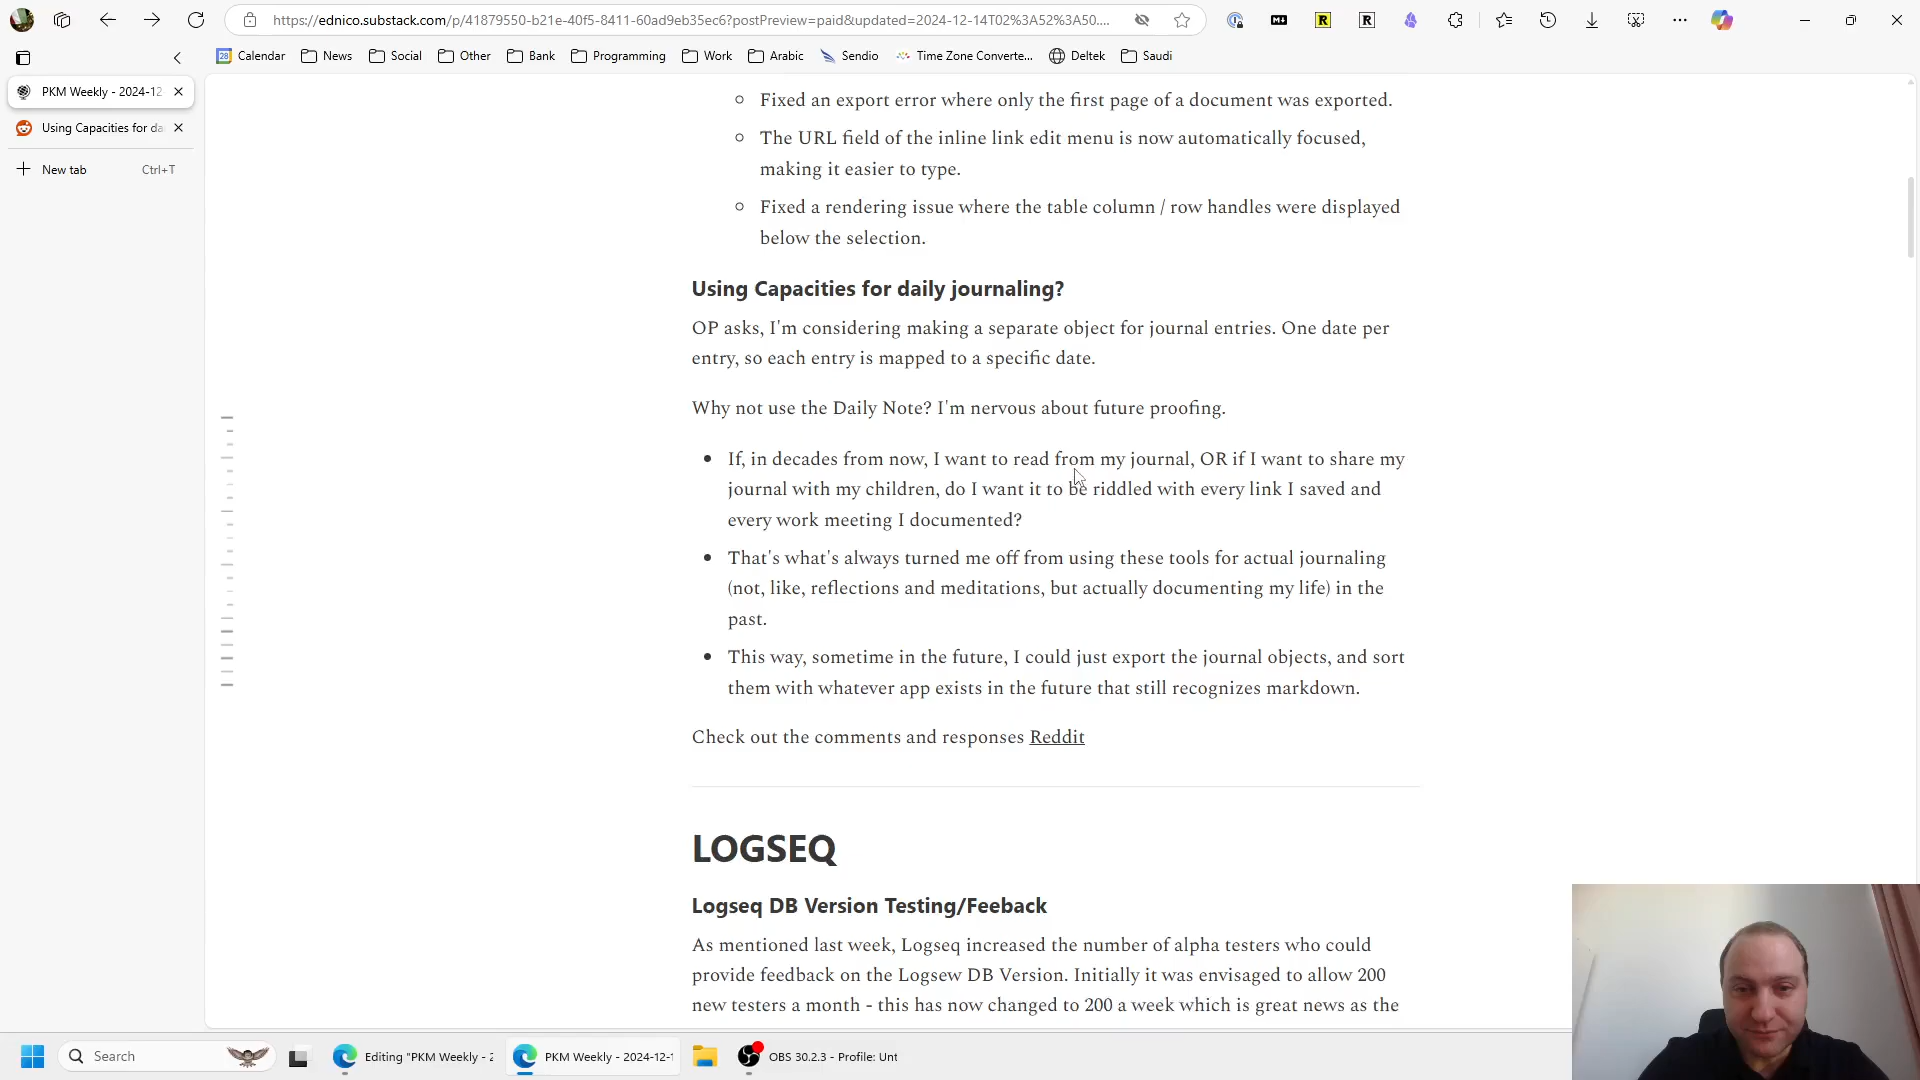 https://ednico.substack.com/p/41879550-b21e-40f5-8411-60ad9eb35ec6?postPreview=paid&updated=2024-12-14T02%3A52%3A50....
Calendar News Social Other Bank Programming Work Arabic Sendio Time Zone Converte... Deltek Saudi
PKM Weekly - 2024-12
Using Capacities for da
New tab Ctrl+T
Fixed an export error where only the first page of a document was exported.
The URL field of the inline link edit menu is now automatically focused,
making it easier to type.
Fixed a rendering issue where the table column / row handles were displayed
below the selection.
Using Capacities for daily journaling?
OP asks, I'm considering making a separate object for journal entries. One date per
entry, so each entry is mapped to a specific date.
Why not use the Daily Note? I'm nervous about future proofing.
If, in decades from now, I want to read from my journal, OR if I want to share my
journal with my children, do I want it to be riddled with every link I saved and
every work meeting I documented?
That's what's always turned me off from using these tools for actual journaling
(not, like, reflections and meditations, but actually documenting my life) in the
past.
This way, sometime in the future, I could just export the journal objects, and sort
them with whatever app exists in the future that still recognizes markdown.
Check out the comments and responses Reddit
LOGSEQ
Logseq DB Version Testing/Feeback
As mentioned last week, Logseq increased the number of alpha testers who could
provide feedback on the Logsew DB Version. Initially it was envisaged to allow 200
new testers a month - this has now changed to 200 a week which is great news as the
Search Editing "PKM Weekly - 2 PKM Weekly - 2024-12-1 OBS 30.2.3 - Profile: Unt